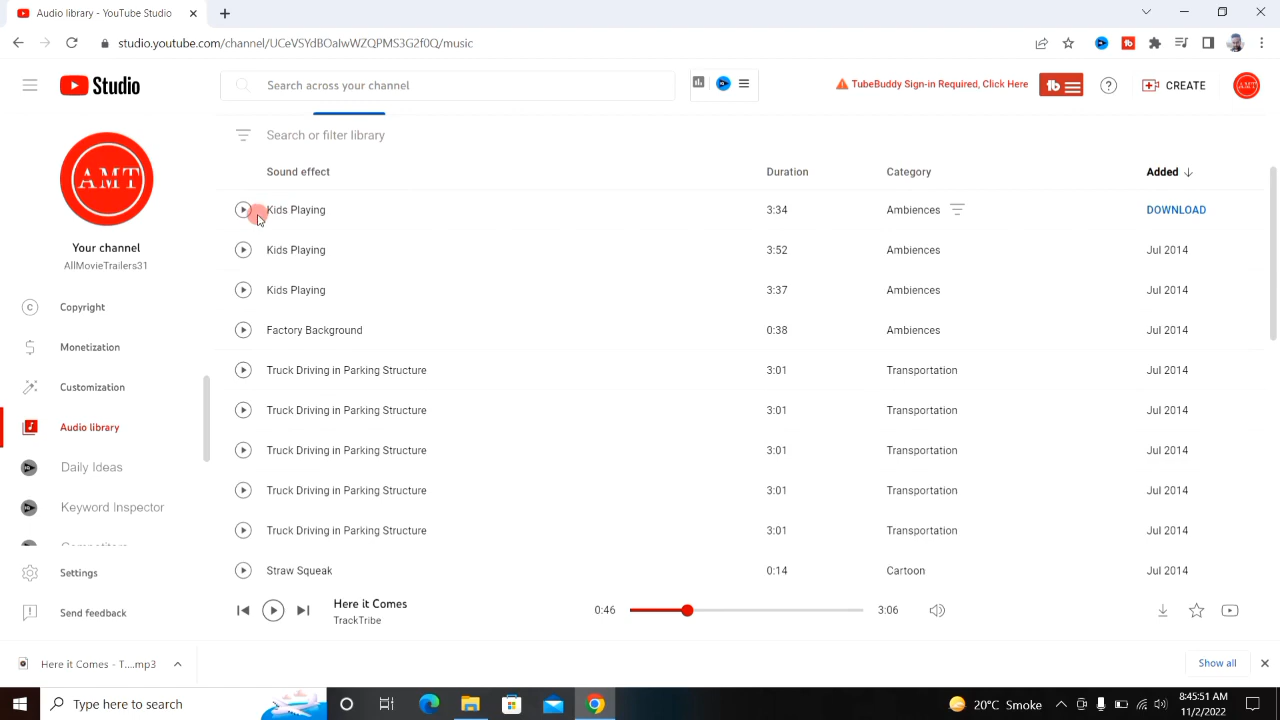 Audio library - YouTube Studio
studio.youtube.com/channel/UCeVSYdBOaIwWZQPMS3G2f0Q/music
Studio
Search across your channel
TubeBuddy Sign-in Required, Click Here
tb
CREATE
AMT
AMT
Your channel
AllMovieTrailers31
Copyright
Monetization
Customization
Audio library
Daily Ideas
Keyword Inspector
Competitors
Settings
Send feedback
Search or filter library
Sound effect Duration Category Added
Kids Playing 3:34 Ambiences DOWNLOAD
Kids Playing 3:52 Ambiences Jul 2014
Kids Playing 3:37 Ambiences Jul 2014
Factory Background 0:38 Ambiences Jul 2014
Truck Driving in Parking Structure 3:01 Transportation Jul 2014
Truck Driving in Parking Structure 3:01 Transportation Jul 2014
Truck Driving in Parking Structure 3:01 Transportation Jul 2014
Truck Driving in Parking Structure 3:01 Transportation Jul 2014
Truck Driving in Parking Structure 3:01 Transportation Jul 2014
Straw Squeak 0:14 Cartoon Jul 2014
Here it Comes
TrackTribe
0:46 3:06
Here it Comes - T....mp3
Show all
Type here to search
20°C Smoke
8:45:51 AM
11/2/2022